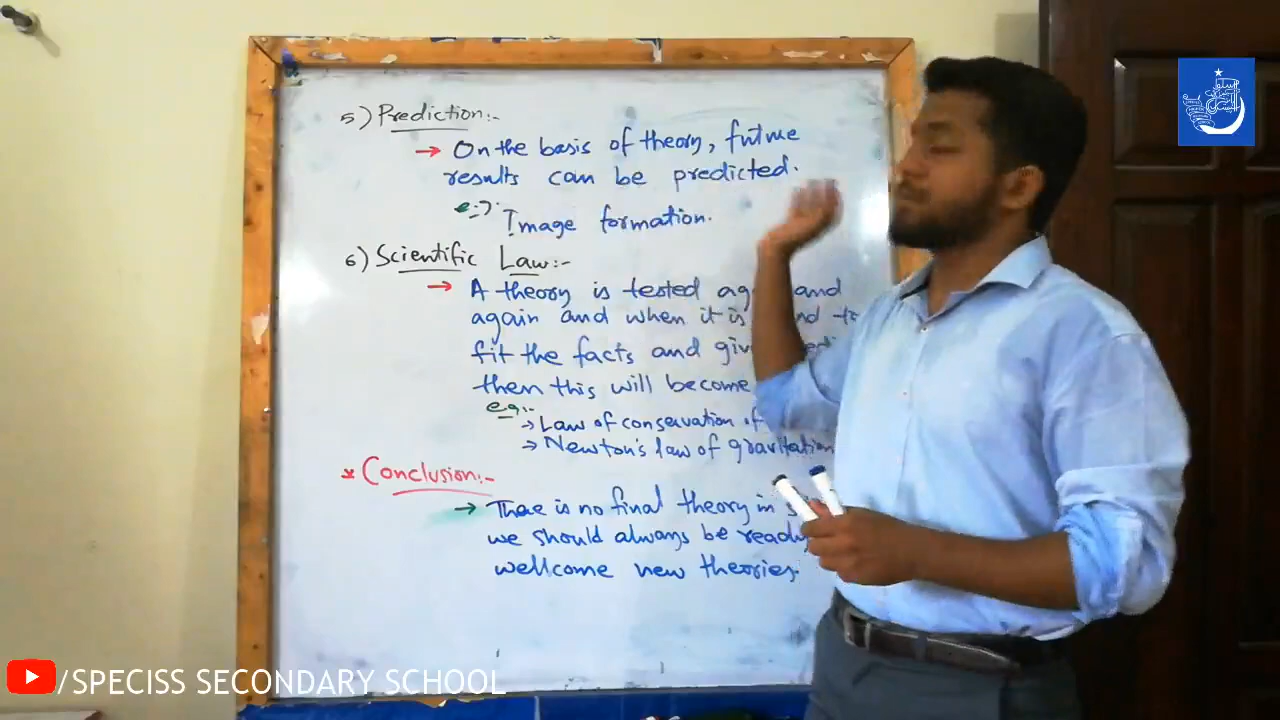 5) Prediction:-
→ On the basis of theory, future
results can be predicted.
e.g:
Image formation.
6) Scientific Law:-
→ A theory is tested and
again and when it is
fit the facts and
then this will become
eg:-
→ Law of conservation of
→ Newton's law of gravitation
* Conclusion:-
→ There is no final theory in
we should always be ready
wellcome new theories.
/SPECISS SECONDARY SCHOOL